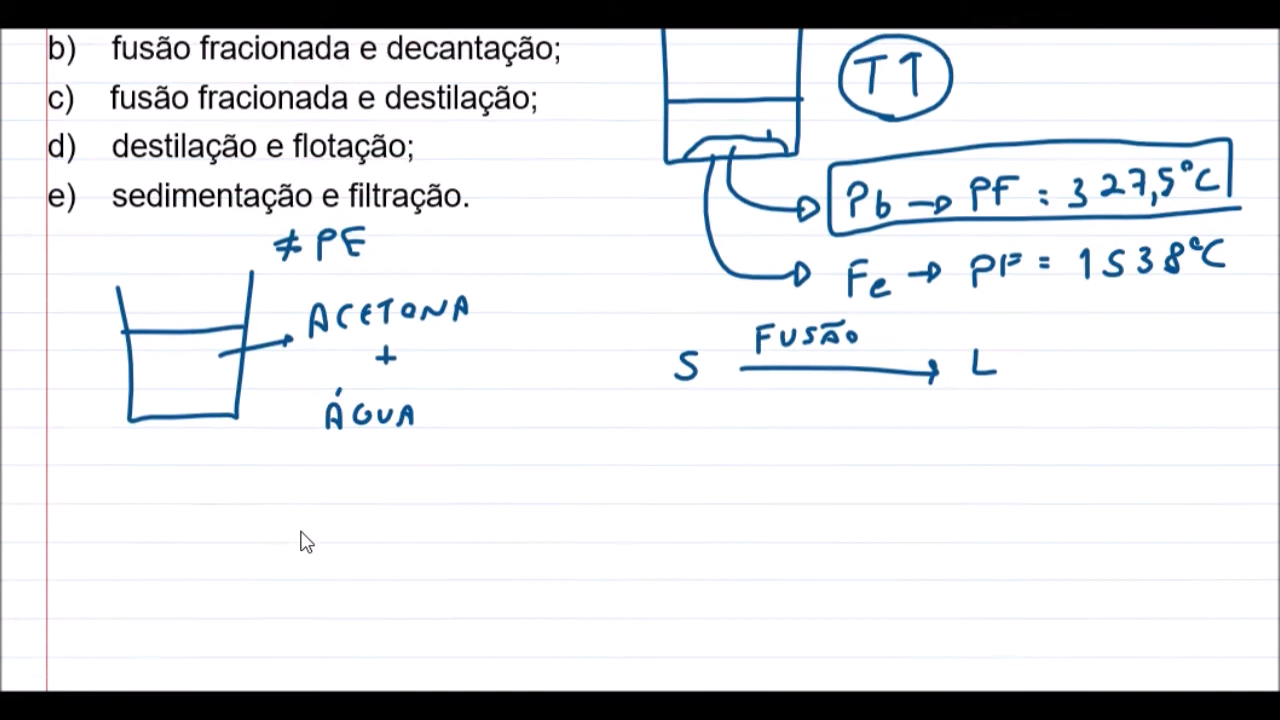 b) fusão fracionada e decantação;
c) fusão fracionada e destilação;
d) destilação e flotação;
e) sedimentação e filtração.
≠ PE
ACETONA
+
ÁGUA
T↑
Pb → PF = 327,5°C
Fe → PF = 1538°C
S FUSÃO → L